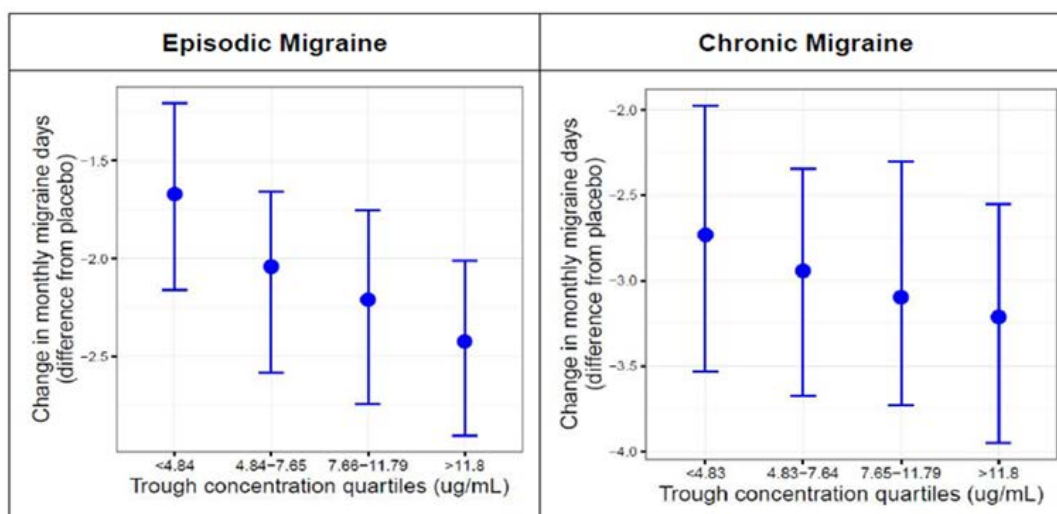 Episodic Migraine
Change in monthly migraine days
(difference from placebo)
−1.5
−2.0
−2.5
<4.84
4.84−7.65
7.66−11.79
>11.8
Trough concentration quartiles (ug/mL)
Chronic Migraine
Change in monthly migraine days
(difference from placebo)
−2.0
−2.5
−3.0
−3.5
−4.0
<4.83
4.83−7.64
7.65−11.79
>11.8
Trough concentration quartiles (ug/mL)